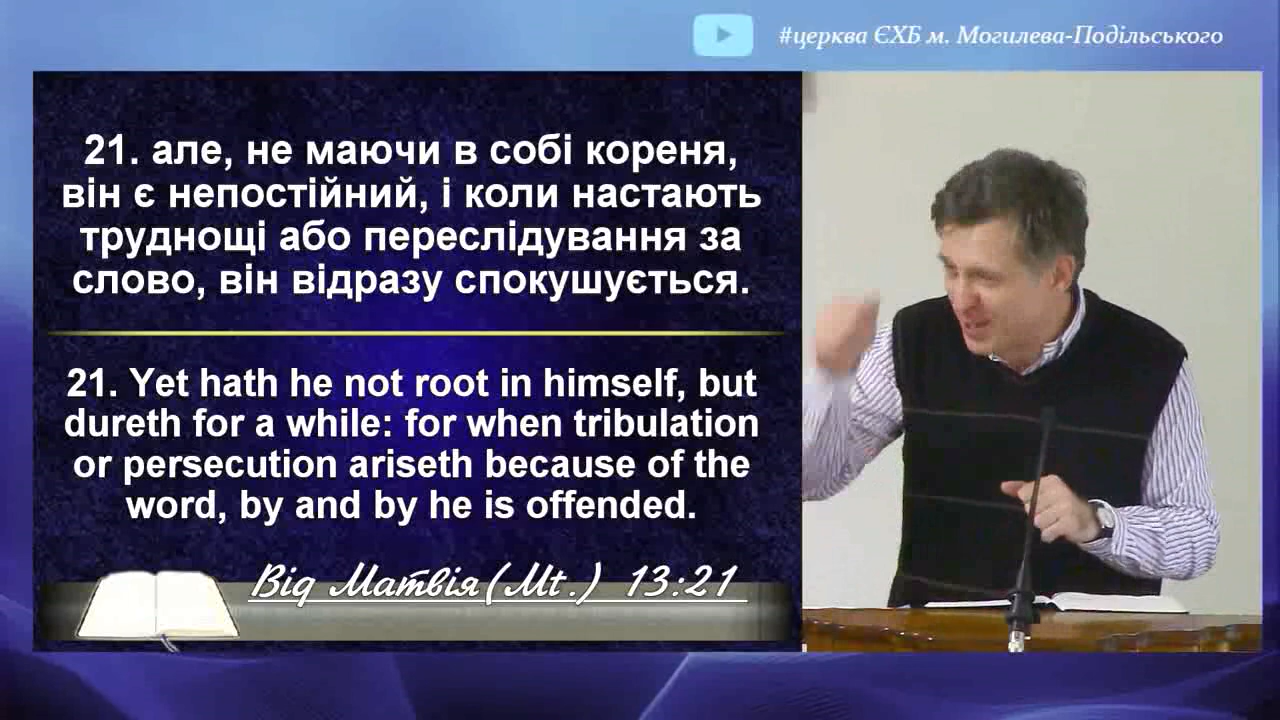 #церква ЄХБ м. Могилева-Подільського
21. але, не маючи в собі кореня,
він є непостійний, і коли настають
труднощі або переслідування за
слово, він відразу спокушується.
21. Yet hath he not root in himself, but
dureth for a while: for when tribulation
or persecution ariseth because of the
word, by and by he is offended.
Від Матвія (Mt.) 13:21